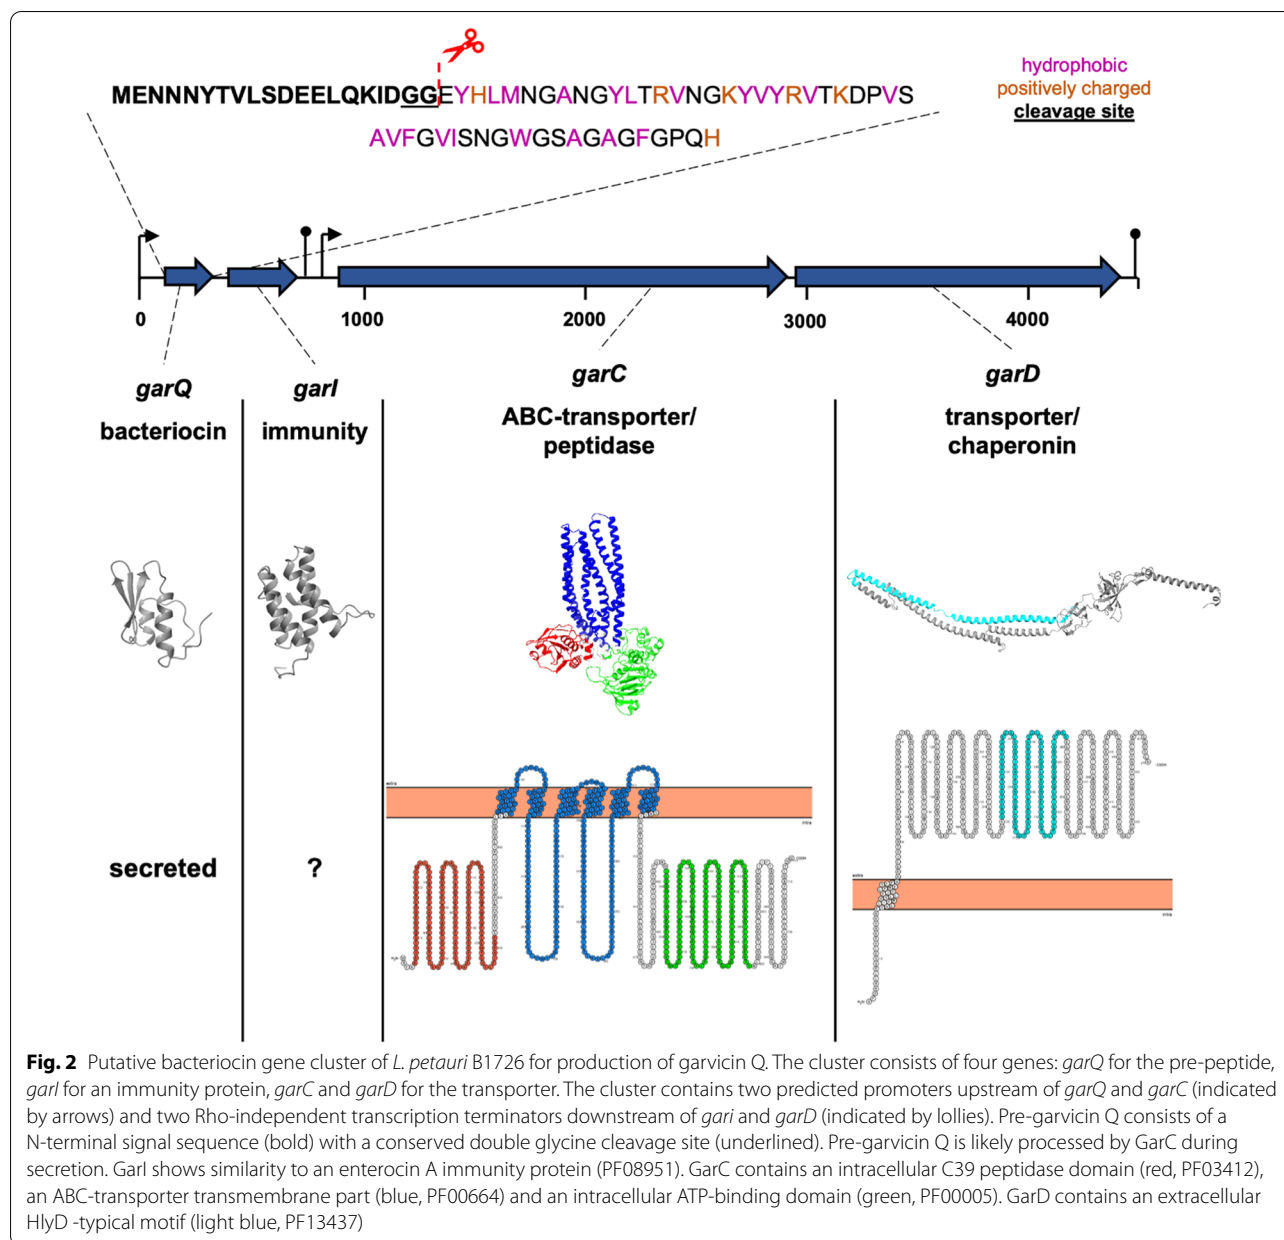 MENNNYTVLSDEELQKIDGGEYHLMNGANGYLTRVNGKYVYRVTKDPVS
AVFGVISNGWGSAGAGFGPQH
hydrophobic
positively charged
cleavage site
0 1000 2000 3000 4000
garQ garI garC garD
bacteriocin immunity ABC-transporter/ transporter/
peptidase chaperonin
extra
intra
extra
intra
secreted ?
Fig. 2 Putative bacteriocin gene cluster of L. petauri B1726 for production of garvicin Q. The cluster consists of four genes: garQ for the pre-peptide,
garI for an immunity protein, garC and garD for the transporter. The cluster contains two predicted promoters upstream of garQ and garC (indicated
by arrows) and two Rho-independent transcription terminators downstream of gari and garD (indicated by lollies). Pre-garvicin Q consists of a
N-terminal signal sequence (bold) with a conserved double glycine cleavage site (underlined). Pre-garvicin Q is likely processed by GarC during
secretion. GarI shows similarity to an enterocin A immunity protein (PF08951). GarC contains an intracellular C39 peptidase domain (red, PF03412),
an ABC-transporter transmembrane part (blue, PF00664) and an intracellular ATP-binding domain (green, PF00005). GarD contains an extracellular
HlyD -typical motif (light blue, PF13437)